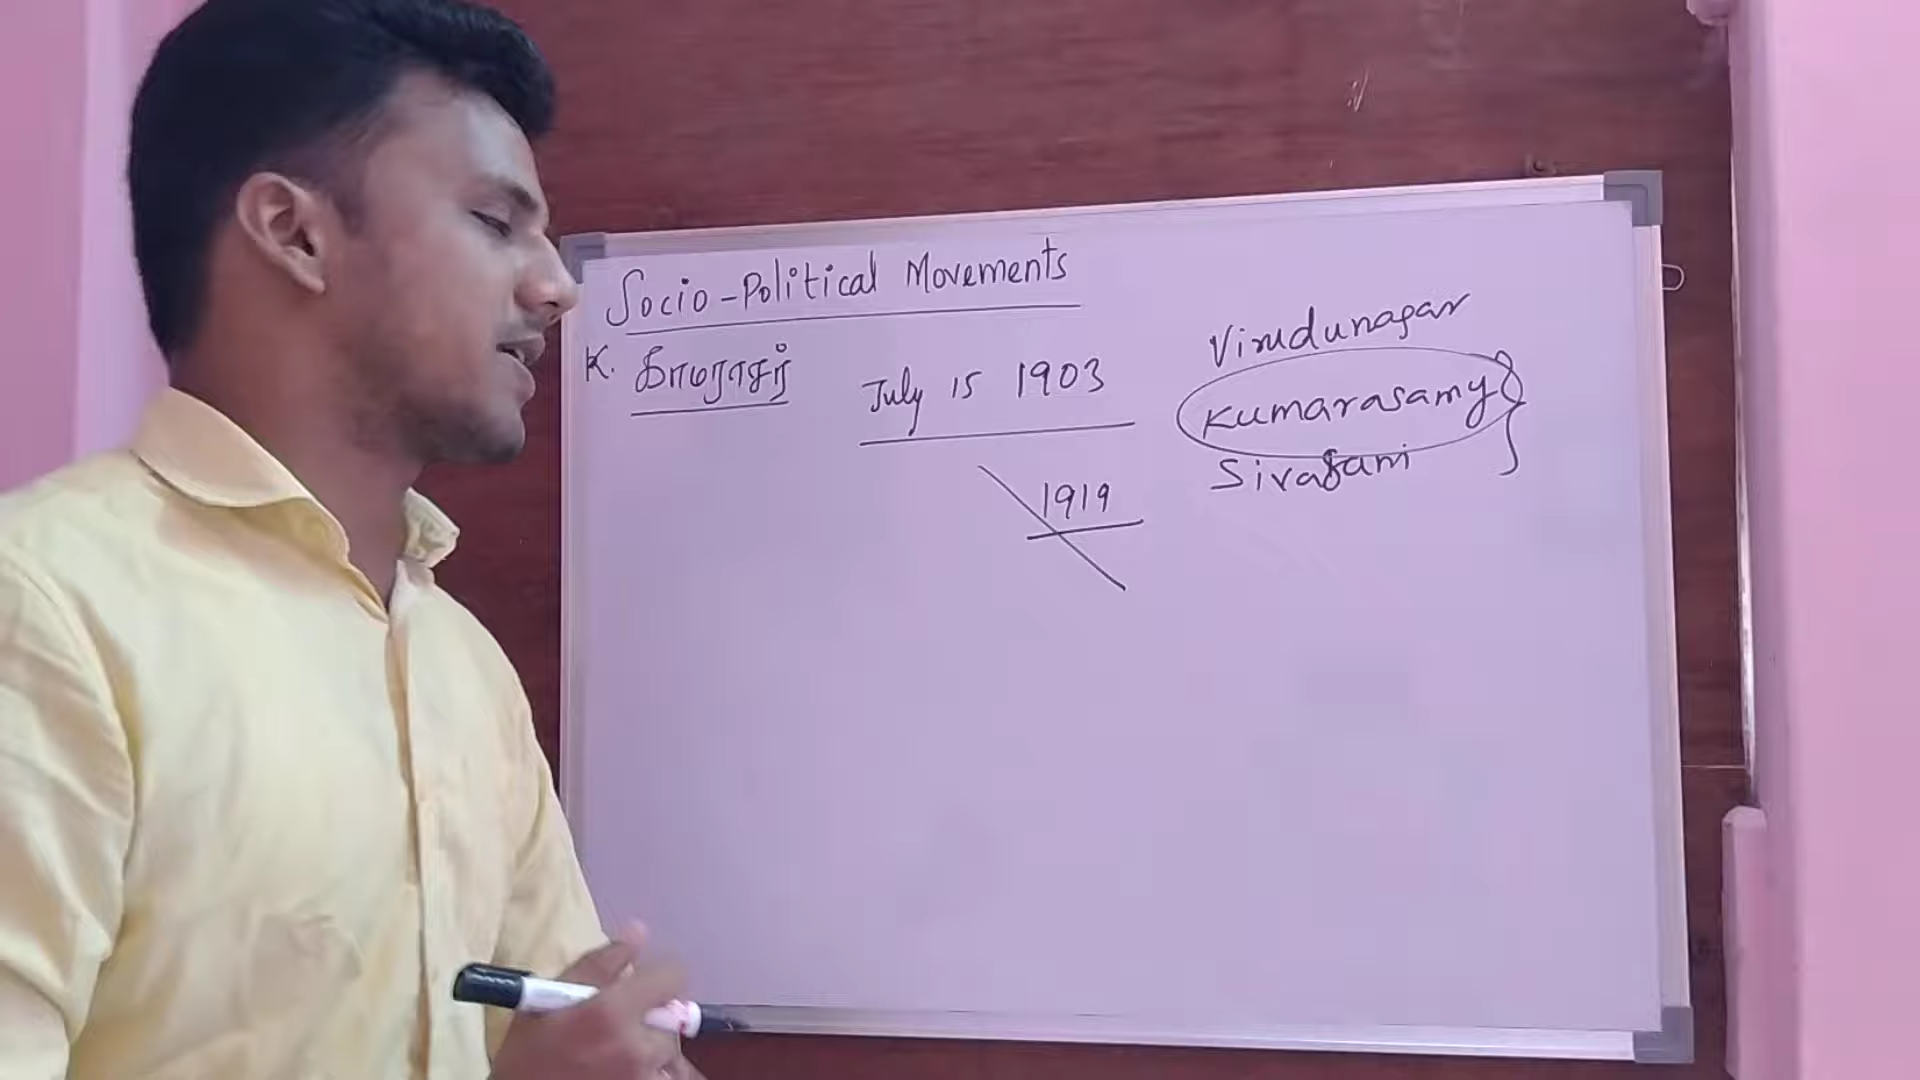 Socio-Political Movements
K. காமராசர்
July 15 1903
1919
Virudunagar
Kumarasamy
Sivagami